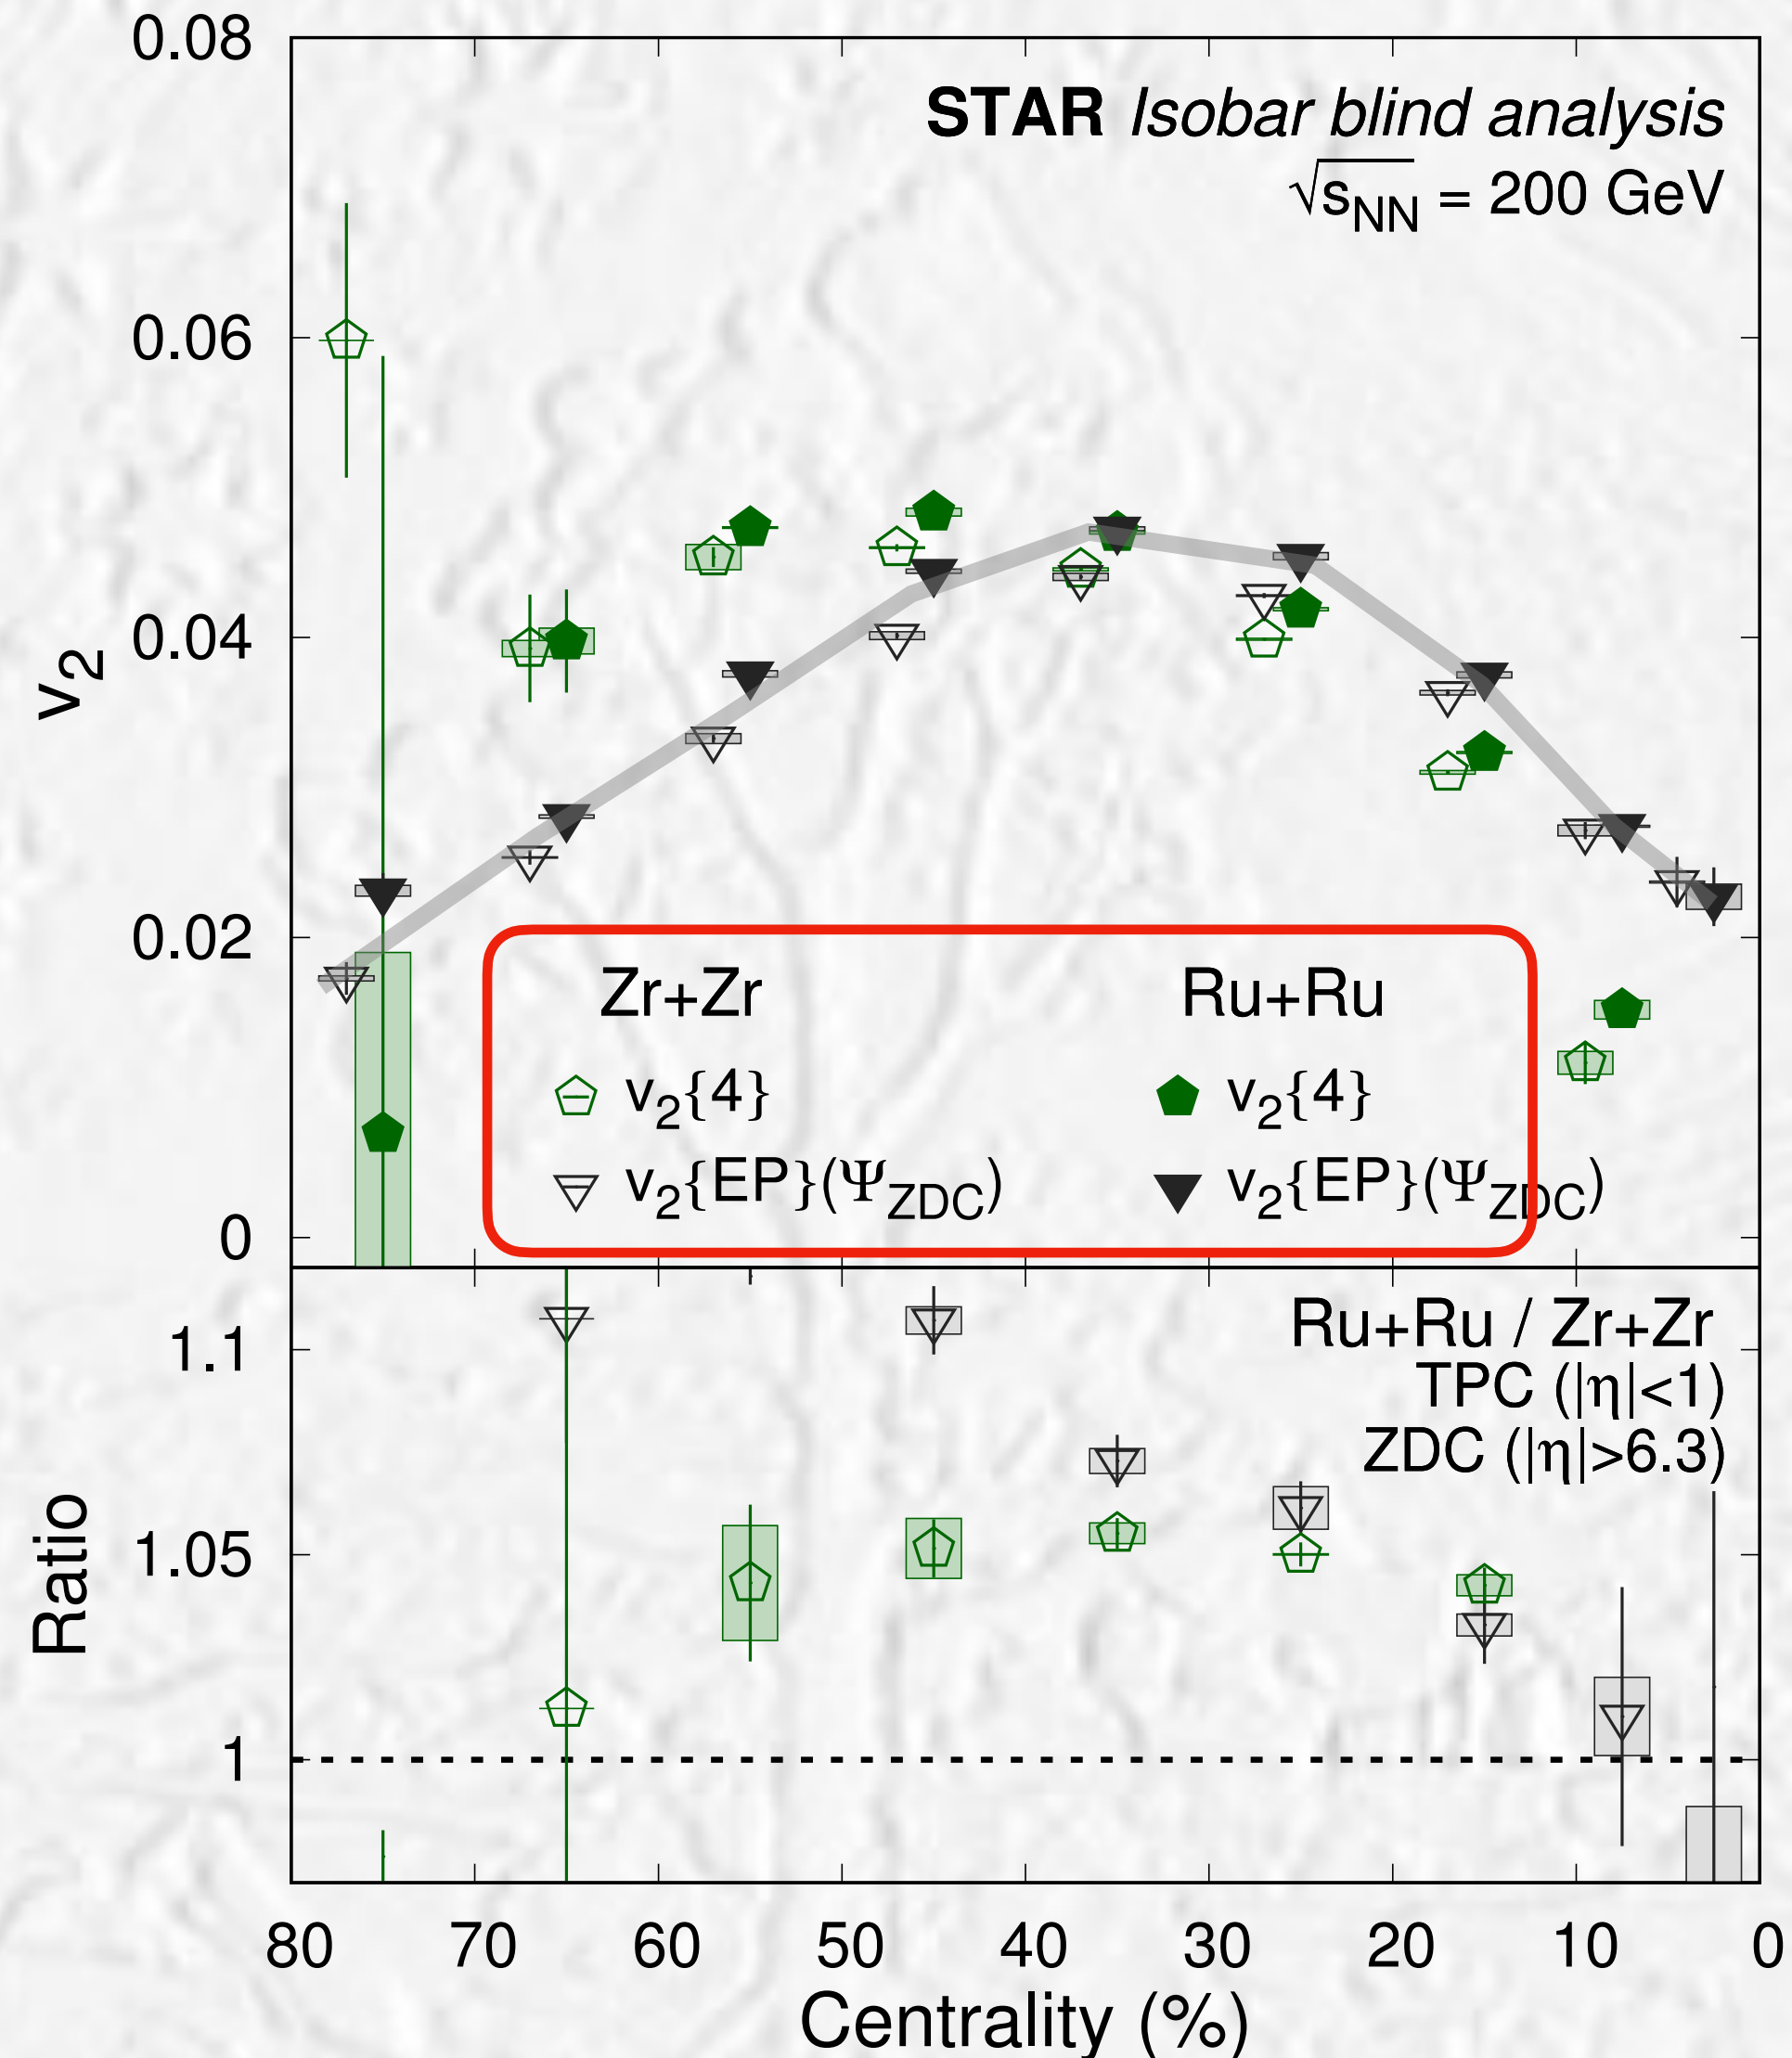 0.08
STAR Isobar blind analysis
√sNN = 200 GeV
0.06
0.04
0.02
0
v2
Zr+Zr Ru+Ru
v2{4} v2{4}
v2{EP}(ΨZDC) v2{EP}(ΨZDC)
Ru+Ru / Zr+Zr
TPC (|η|<1)
ZDC (|η|>6.3)
1.1
1.05
1
Ratio
80 70 60 50 40 30 20 10 0
Centrality (%)